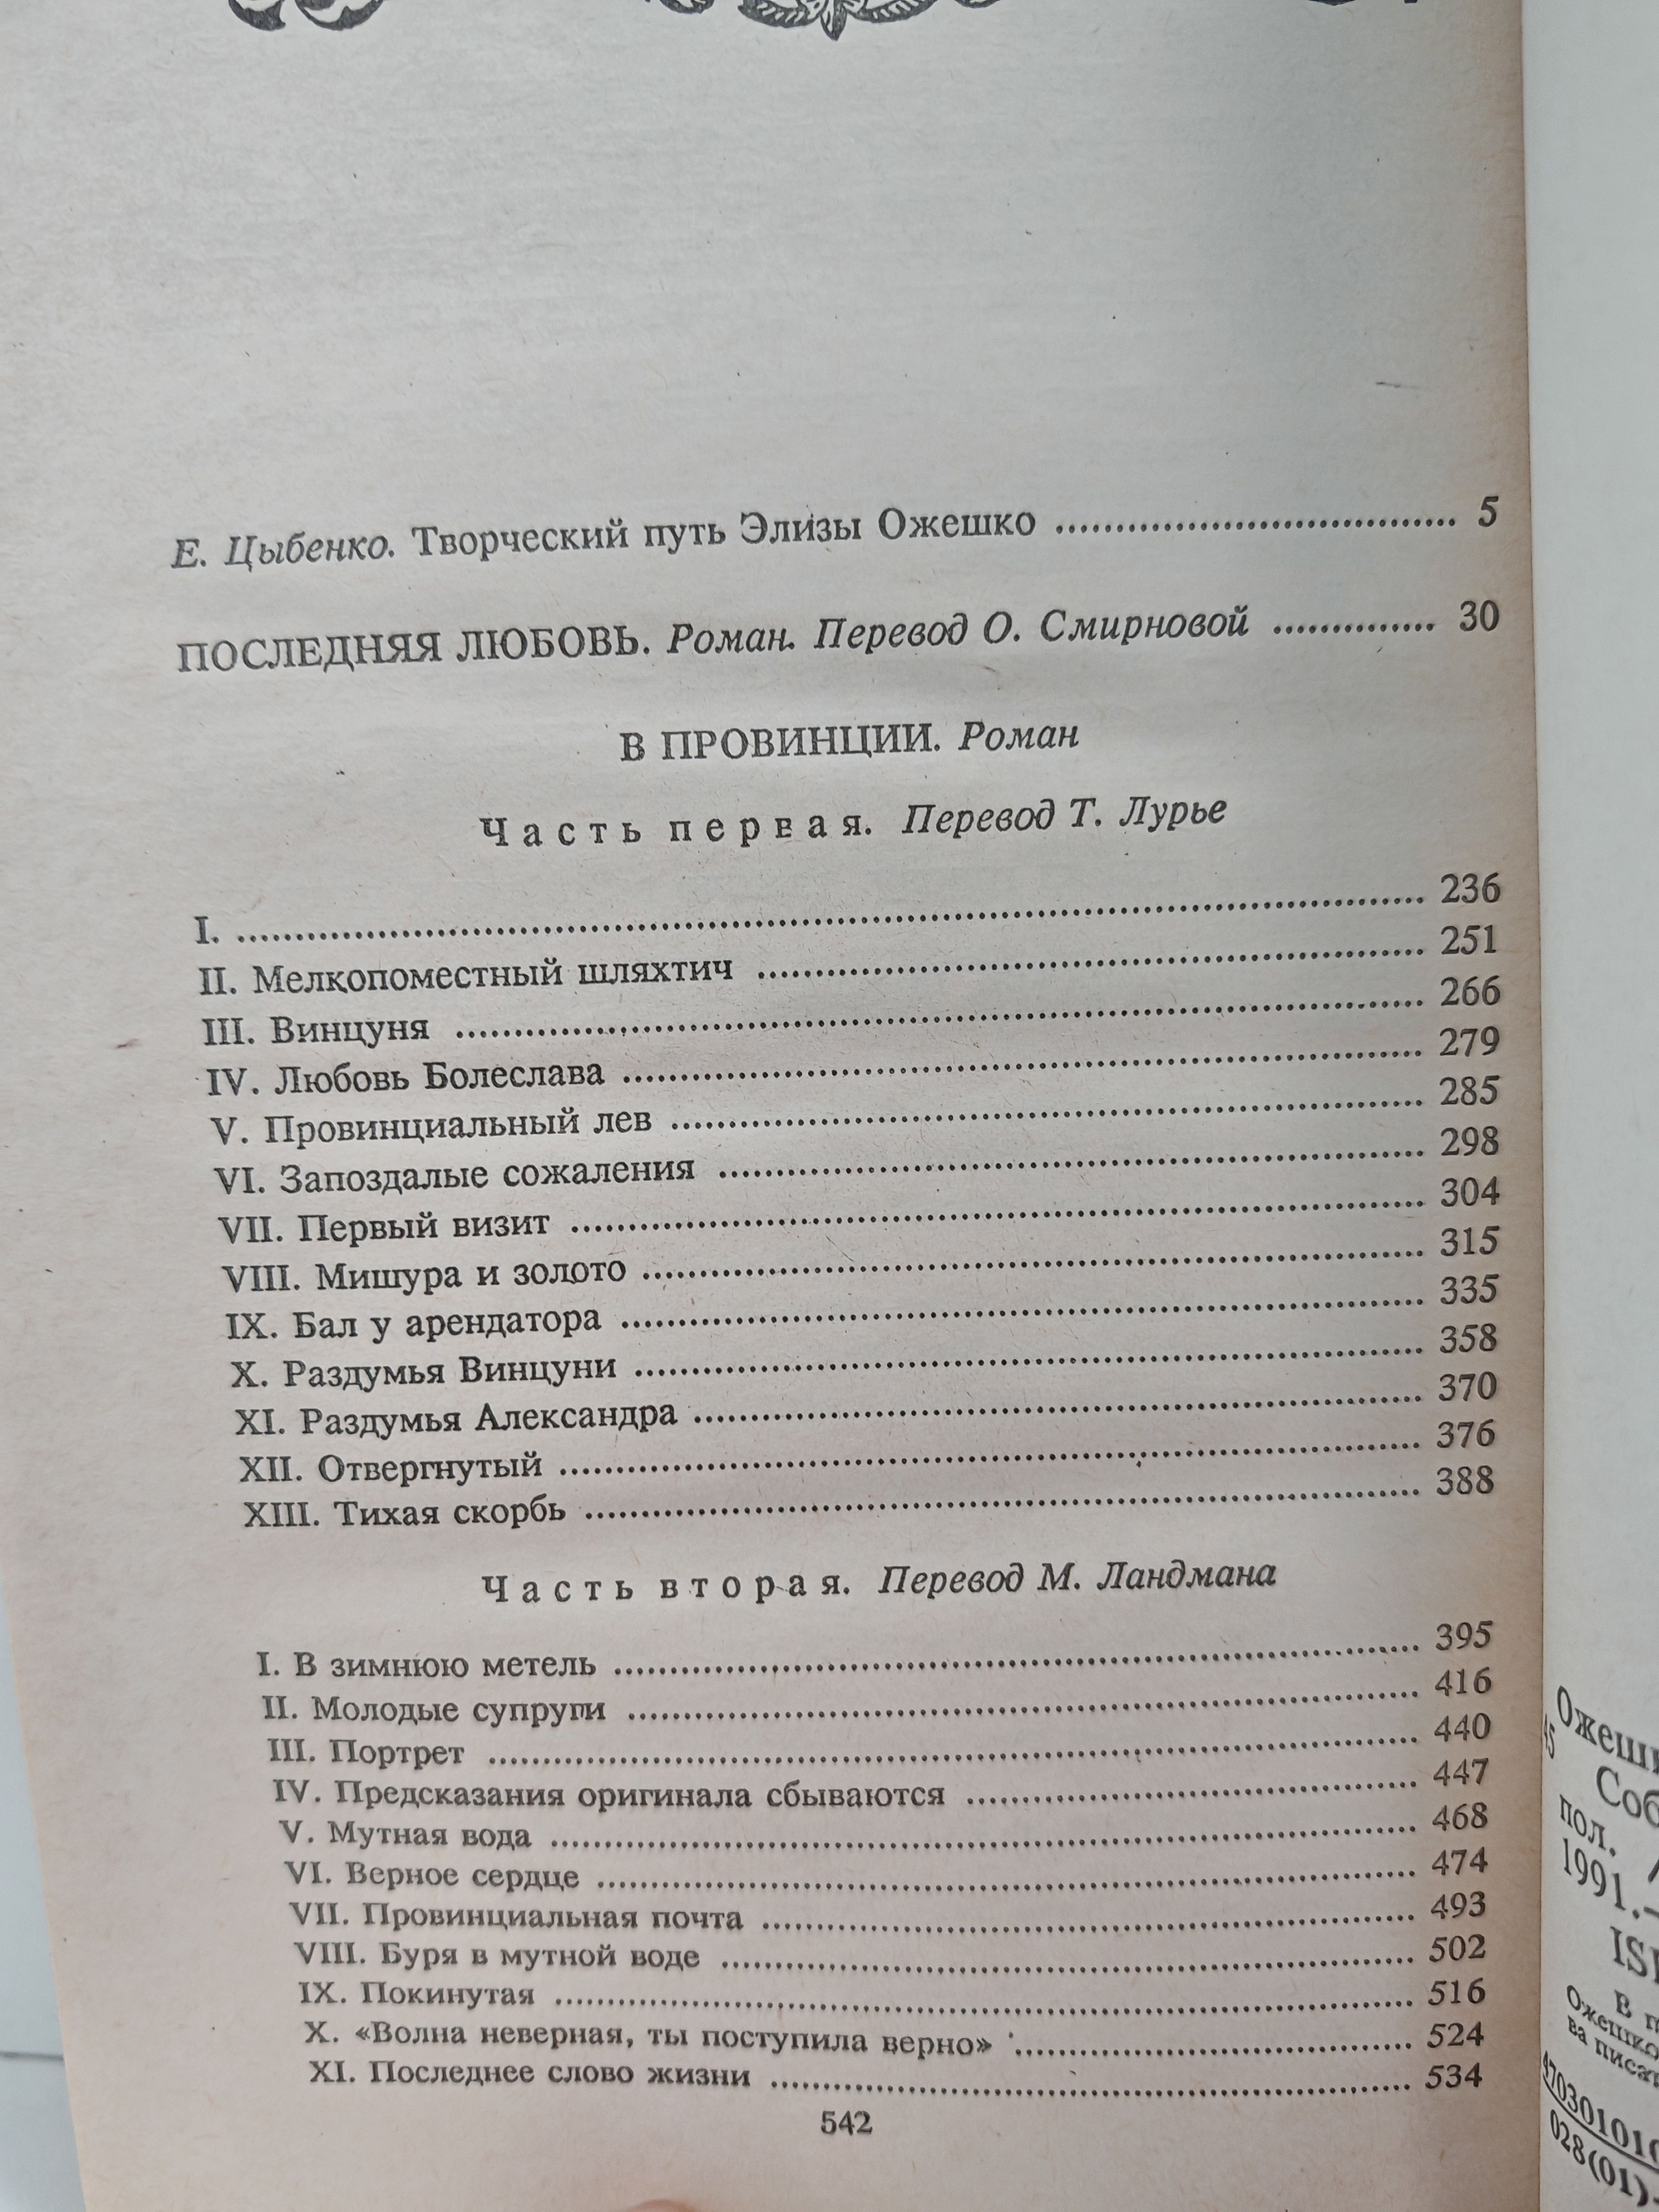 Е. Цыбенко. Творческий путь Элизы Ожешко .................................. 5
ПОСЛЕДНЯЯ ЛЮБОВЬ. Роман. Перевод О. Смирновой .............. 30
В ПРОВИНЦИИ. Роман
Часть первая. Перевод Т. Лурье
I. .................................. 236
II. Мелкопоместный шляхтич .................................. 251
III. Винцуня .................................. 266
IV. Любовь Болеслава .................................. 279
V. Провинциальный лев .................................. 285
VI. Запоздалые сожаления .................................. 298
VII. Первый визит .................................. 304
VIII. Мишура и золото .................................. 315
IX. Бал у арендатора .................................. 335
X. Раздумья Винцуни .................................. 358
XI. Раздумья Александра .................................. 370
XII. Отвергнутый .................................. 376
XIII. Тихая скорбь .................................. 388
Часть вторая. Перевод М. Ландмана
I. В зимнюю метель .................................. 395
II. Молодые супруги .................................. 416
III. Портрет .................................. 440
IV. Предсказания оригинала сбываются .................................. 447
V. Мутная вода .................................. 468
VI. Верное сердце .................................. 474
VII. Провинциальная почта .................................. 493
VIII. Буря в мутной воде .................................. 502
IX. Покинутая .................................. 516
X. «Волна неверная, ты поступила верно» .................................. 524
XI. Последнее слово жизни .................................. 534
542
пол.
1991.—
В
028(01)